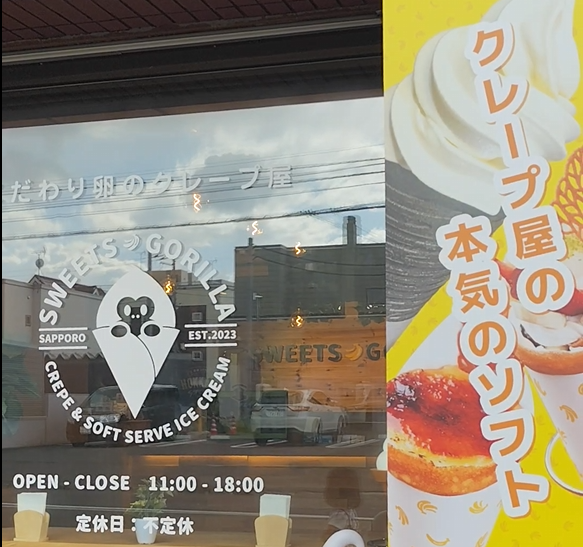 だわり卵のクレープ屋
SWEETS GORILLA
SAPPORO
EST.2023
CREPE & SOFT SERVE ICE CREAM
OPEN - CLOSE 11:00 - 18:00
定休日：不定休
WEETS G
クレープ屋の
本気のソフト